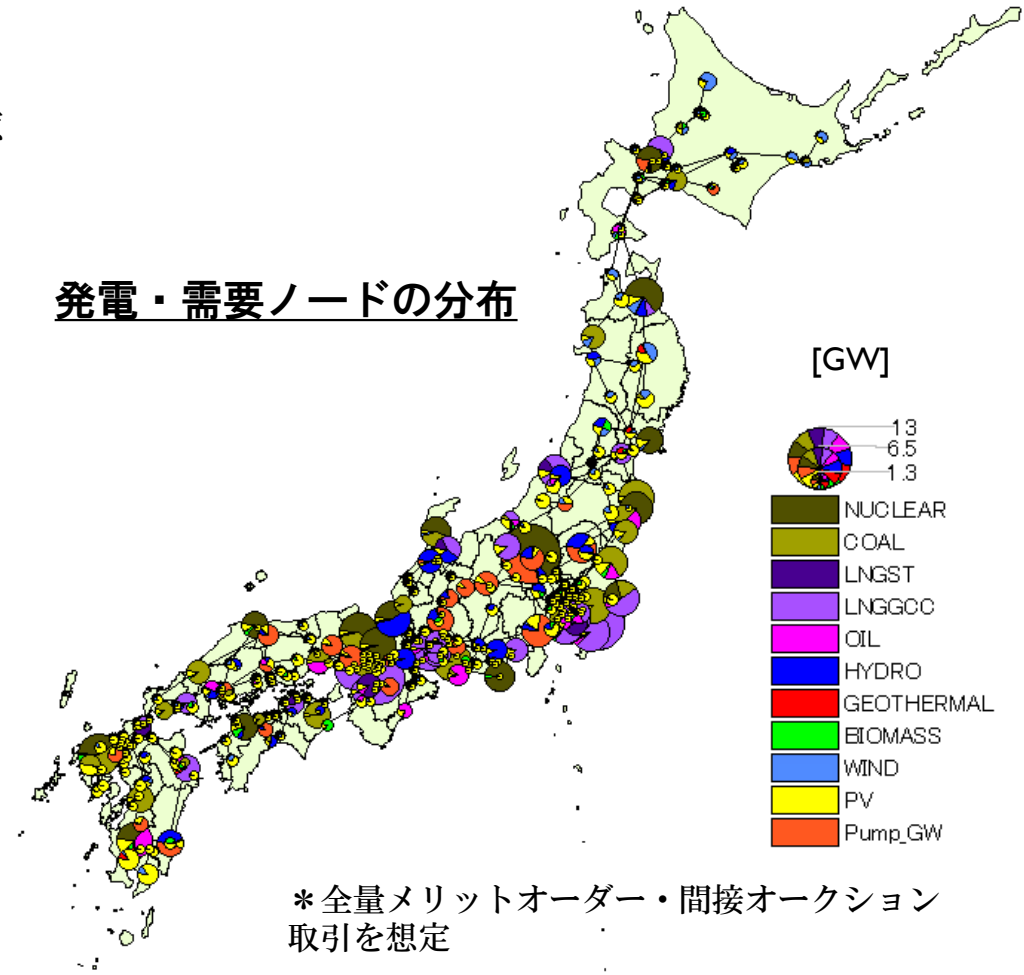 発電・需要ノードの分布
[GW]
13
6.5
1.3
NUCLEAR
COAL
LNGST
LNGGCC
OIL
HYDRO
GEOTHERMAL
BIOMASS
WIND
PV
Pump_GW
＊全量メリットオーダー・間接オークション
取引を想定